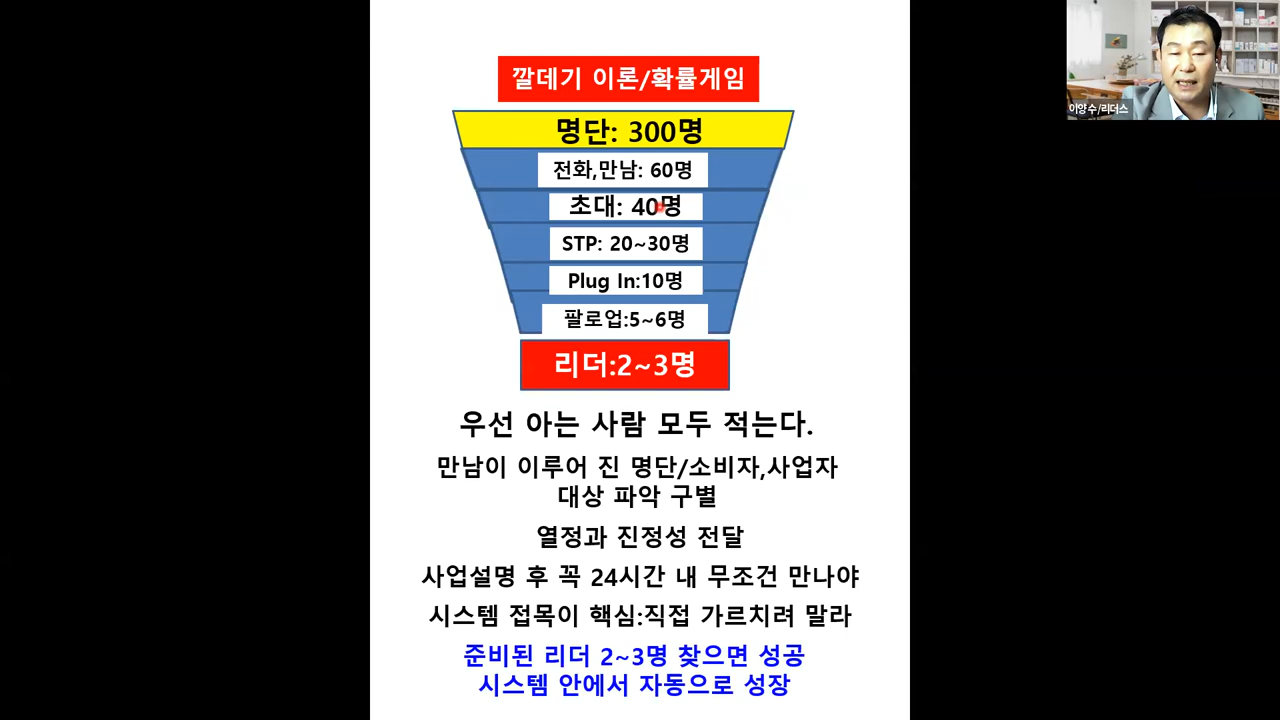 깔데기 이론/확률게임
명단: 300명
전화,만남: 60명
초대: 40명
STP: 20~30명
Plug In:10명
팔로업:5~6명
리더:2~3명
우선 아는 사람 모두 적는다.
만남이 이루어 진 명단/소비자,사업자
대상 파악 구별
열정과 진정성 전달
사업설명 후 꼭 24시간 내 무조건 만나야
시스템 접목이 핵심:직접 가르치려 말라
준비된 리더 2~3명 찾으면 성공
시스템 안에서 자동으로 성장
이양수/리더스